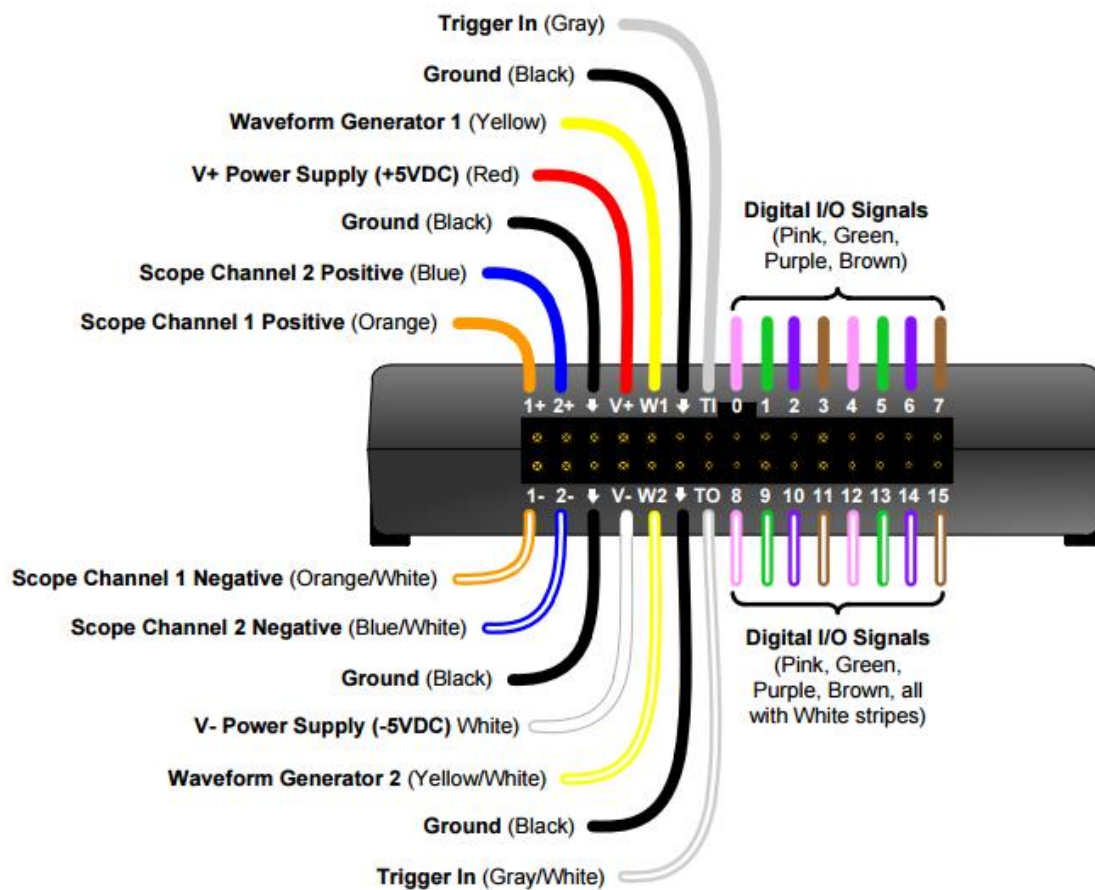 Trigger In (Gray)
Ground (Black)
Waveform Generator 1 (Yellow)
V+ Power Supply (+5VDC) (Red)
Ground (Black)
Scope Channel 2 Positive (Blue)
Scope Channel 1 Positive (Orange)
Digital I/O Signals
(Pink, Green,
Purple, Brown)
1+ 2+ V+ W1 TI 0 1 2 3 4 5 6 7
1- 2- V- W2 TO 8 9 10 11 12 13 14 15
Scope Channel 1 Negative (Orange/White)
Scope Channel 2 Negative (Blue/White)
Ground (Black)
V- Power Supply (-5VDC) White)
Waveform Generator 2 (Yellow/White)
Ground (Black)
Trigger In (Gray/White)
Digital I/O Signals
(Pink, Green,
Purple, Brown, all
with White stripes)